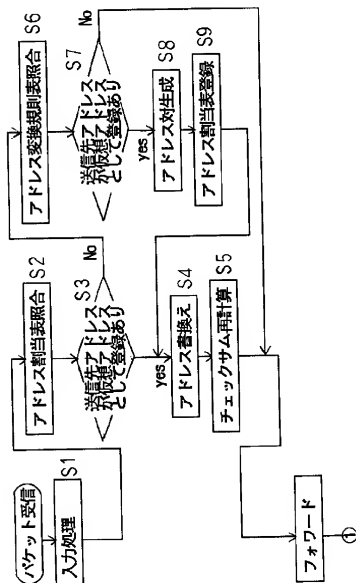 パケット受信
入力処理
S1
アドレス割当表照合
S2
送信先アドレス
が仮想アドレス
として登録あり
S3
No
yes
アドレス書換え
S4
チェックサム再計算
S5
アドレス変換規則表照合
S6
送信先アドレス
が仮想アドレス
として登録あり
S7
No
yes
アドレス対生成
S8
アドレス割当表登録
S9
フォワード
①